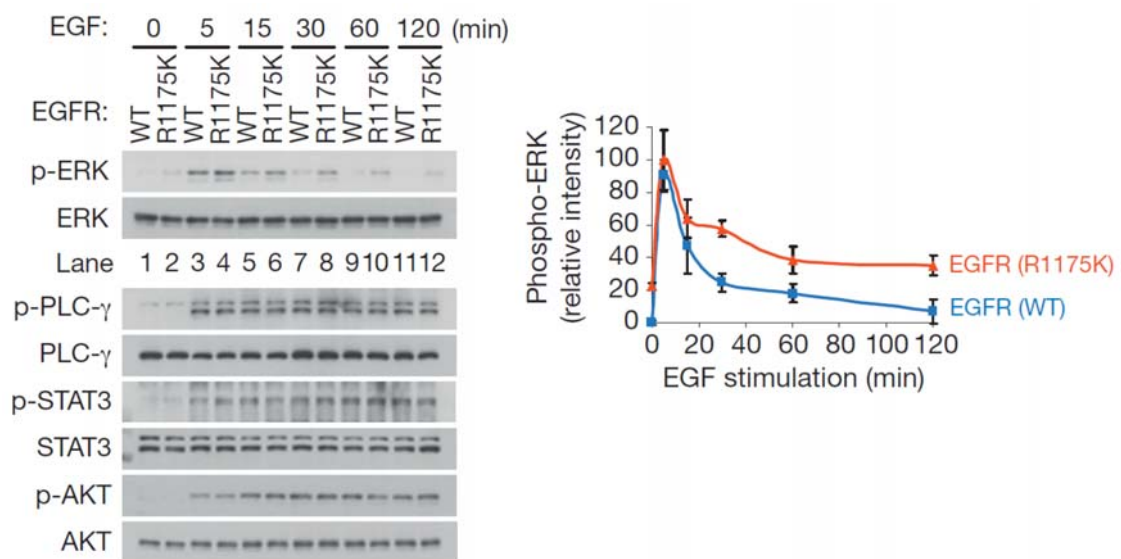 EGF: 0 5 15 30 60 120 (min)
EGFR: WT R1175K WT R1175K WT R1175K WT R1175K WT R1175K WT R1175K
p-ERK
ERK
Lane 1 2 3 4 5 6 7 8 9 10 11 12
p-PLC-γ
PLC-γ
p-STAT3
STAT3
p-AKT
AKT
Phospho-ERK
(relative intensity)
120
100
80
60
40
20
0
0 20 40 60 80 100 120
EGF stimulation (min)
EGFR (R1175K)
EGFR (WT)